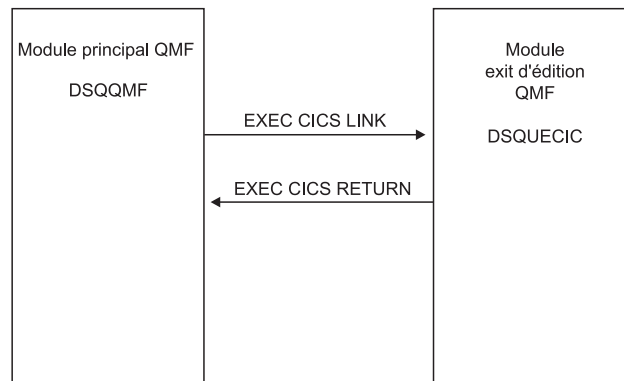 Module principal QMF
DSQQMF
EXEC CICS LINK
EXEC CICS RETURN
Module
exit d'édition
QMF
DSQUECIC